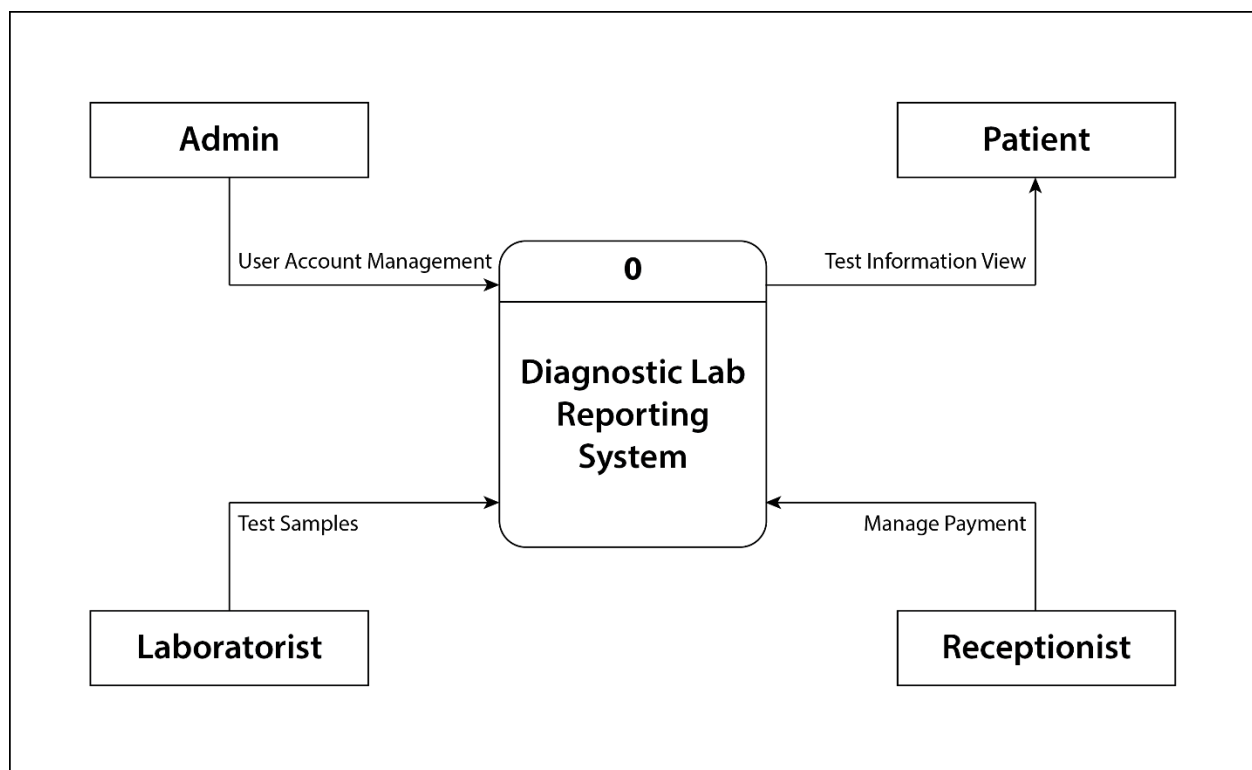 Admin
Patient
User Account Management
0
Test Information View
Diagnostic Lab
Reporting
System
Test Samples
Manage Payment
Laboratorist
Receptionist